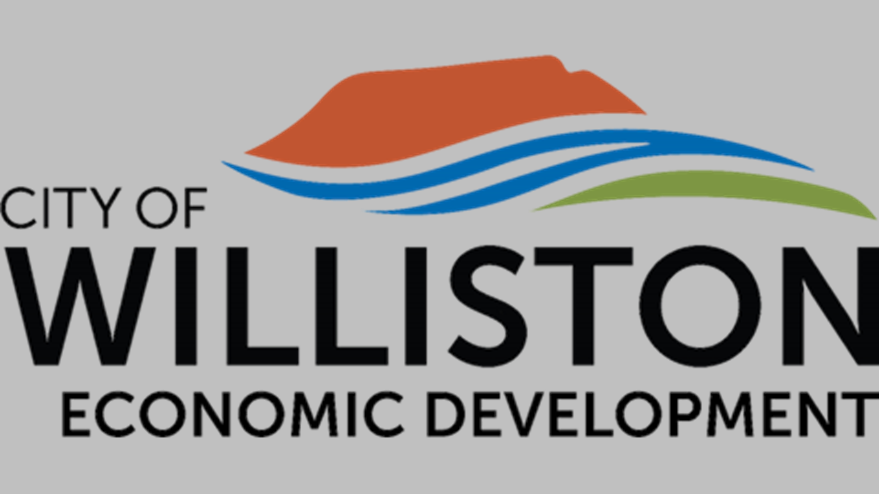 CITY OF
WILLISTON
ECONOMIC DEVELOPMENT